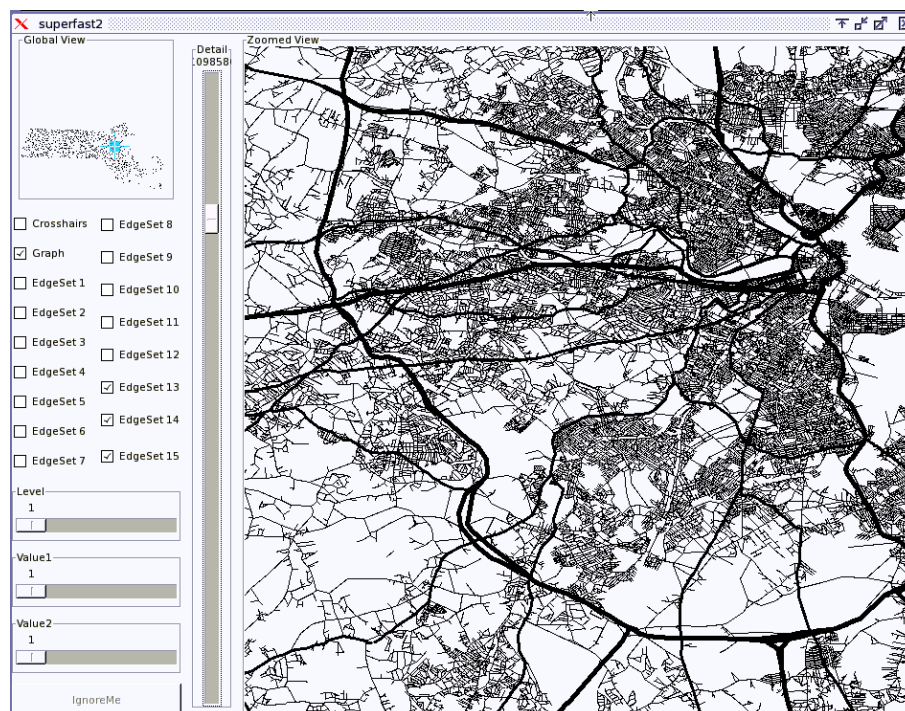 superfast2
Global View
Detail
Zoomed View
Crosshairs
Graph
EdgeSet 1
EdgeSet 2
EdgeSet 3
EdgeSet 4
EdgeSet 5
EdgeSet 6
EdgeSet 7
EdgeSet 8
EdgeSet 9
EdgeSet 10
EdgeSet 11
EdgeSet 12
EdgeSet 13
EdgeSet 14
EdgeSet 15
Level
1
Value1
1
Value2
1
IgnoreMe